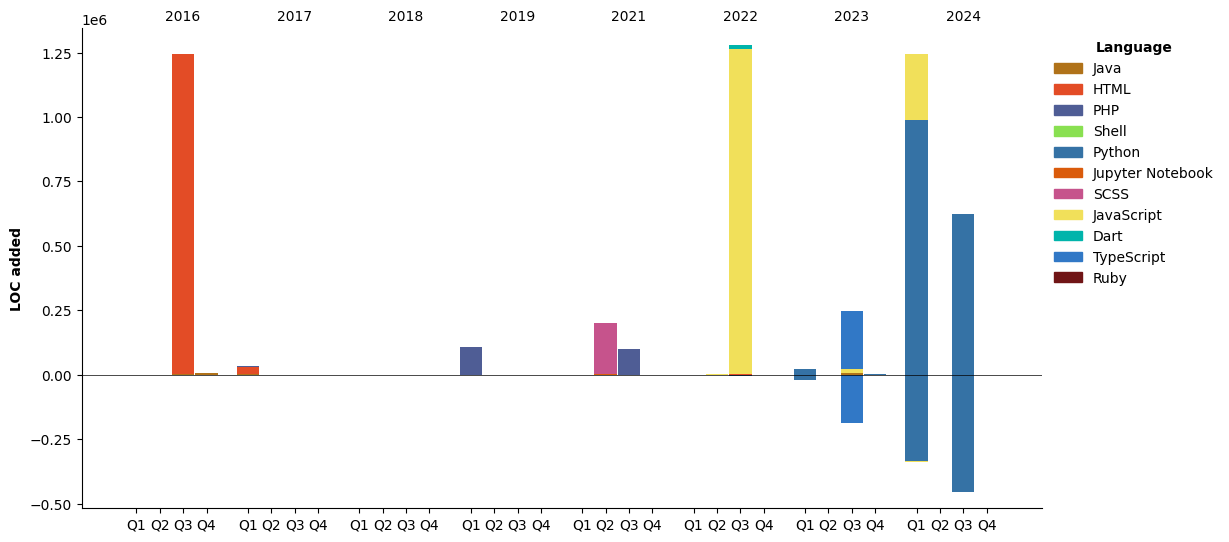 1e6
2016 2017 2018 2019 2021 2022 2023 2024
LOC added
1.25
1.00
0.75
0.50
0.25
0.00
−0.25
−0.50
Q1 Q2 Q3 Q4 Q1 Q2 Q3 Q4 Q1 Q2 Q3 Q4 Q1 Q2 Q3 Q4 Q1 Q2 Q3 Q4 Q1 Q2 Q3 Q4 Q1 Q2 Q3 Q4 Q1 Q2 Q3 Q4
Language
Java
HTML
PHP
Shell
Python
Jupyter Notebook
SCSS
JavaScript
Dart
TypeScript
Ruby